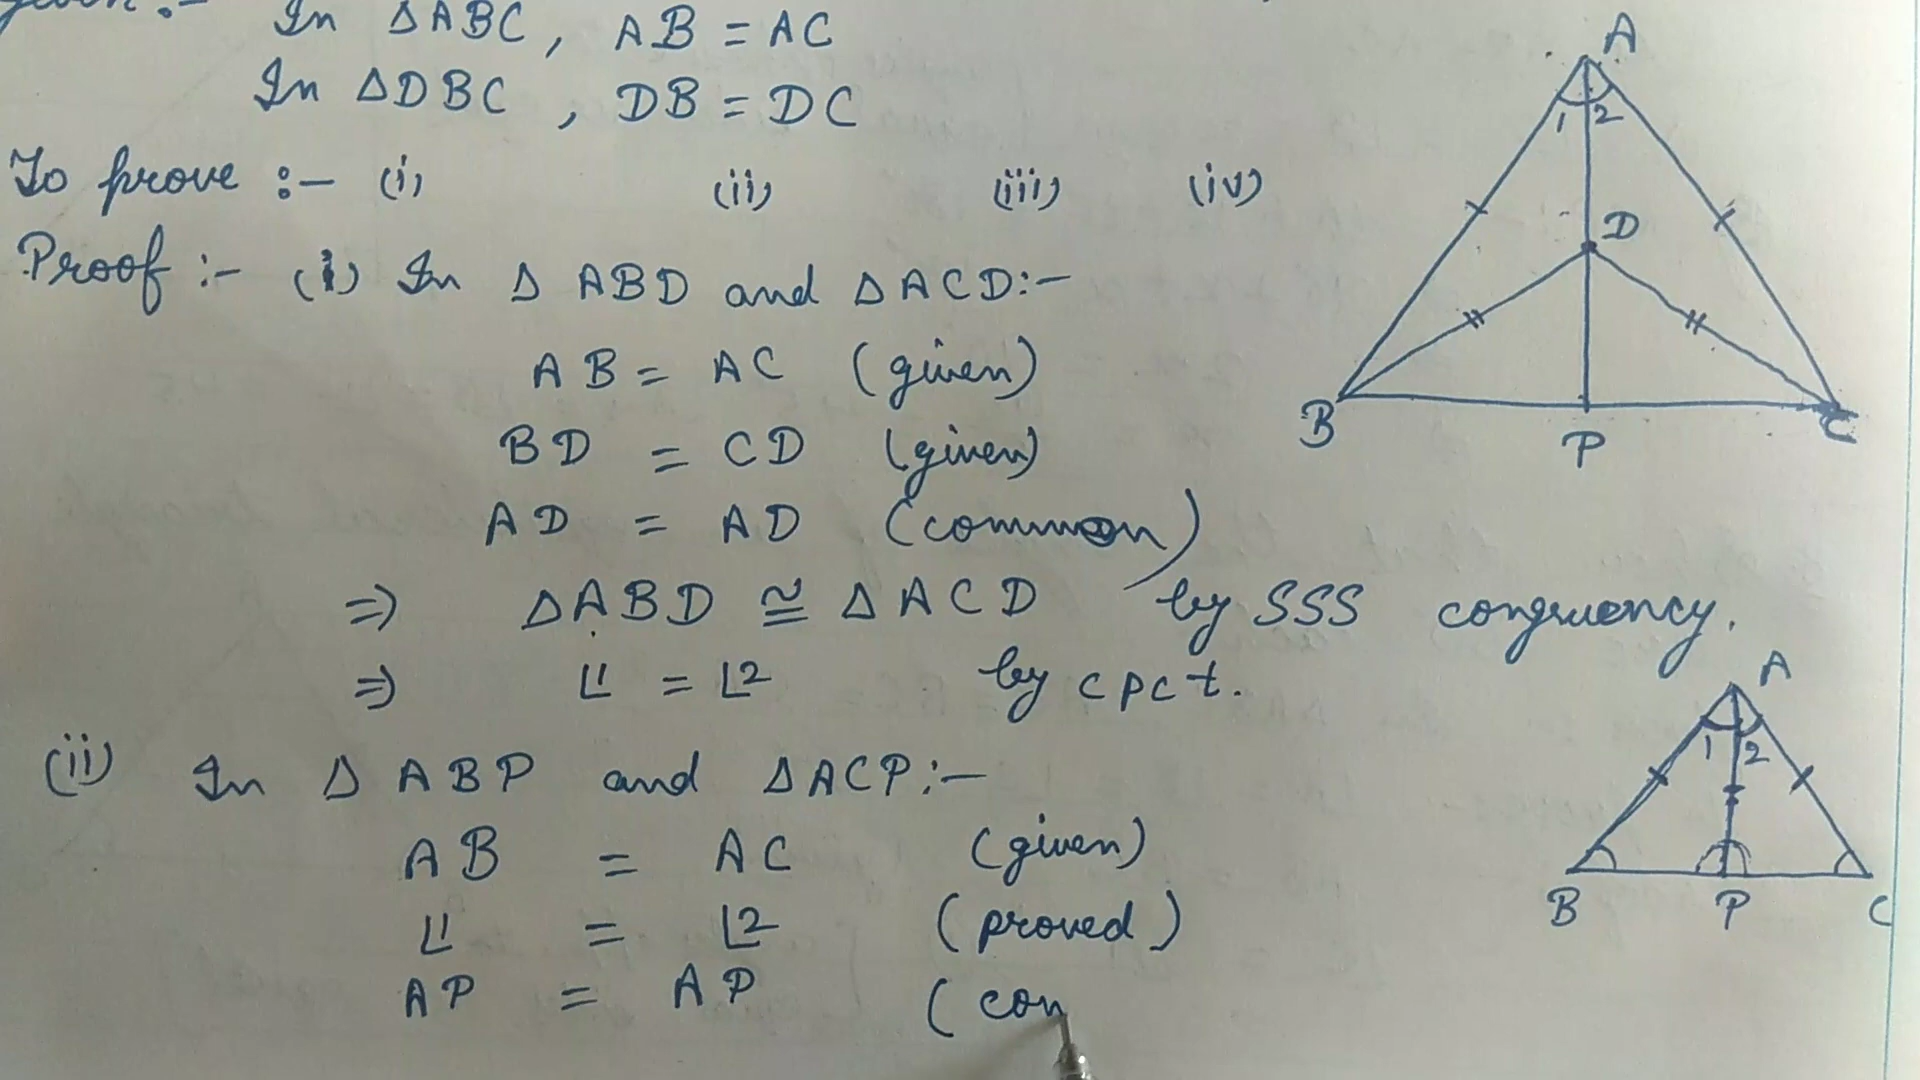 given :- In ΔABC, AB = AC
In ΔDBC, DB = DC
To prove :- (i) (ii) (iii) (iv)
Proof :- (i) In Δ ABD and ΔACD:-
AB = AC (given)
BD = CD (given)
AD = AD (common)
⇒ ΔABD ≅ ΔACD by SSS congruency.
⇒ ∠1 = ∠2 by cpct.
(ii) In Δ ABP and ΔACP:-
AB = AC (given)
∠1 = ∠2 (proved)
AP = AP (com
A
1 2
D
B P C
A
1 2
B P C